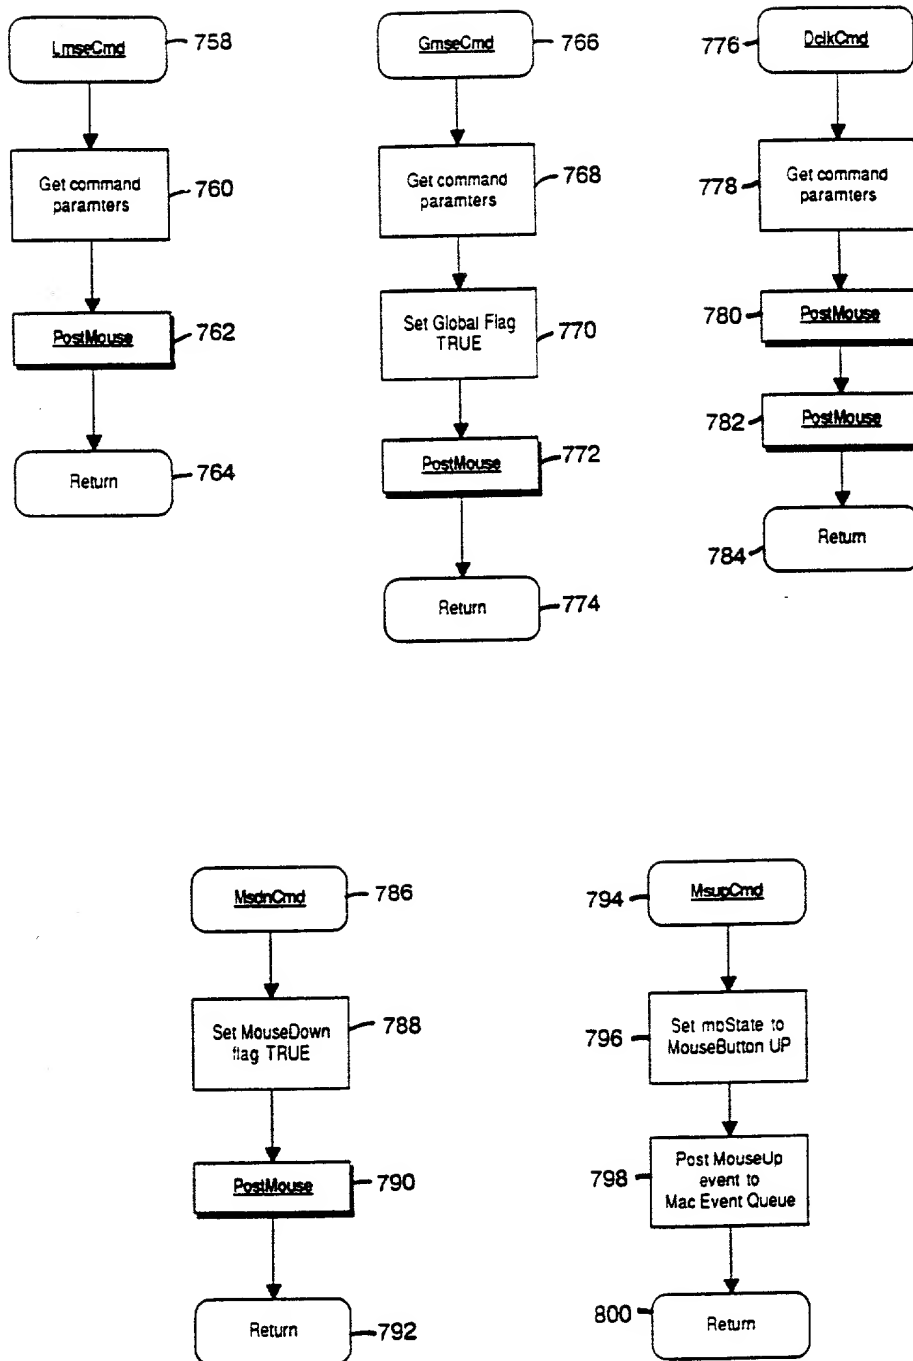 LmseCmd
758
Get command
paramters
760
PostMouse
762
Return
764
GmseCmd
766
Get command
paramters
768
Set Global Flag
TRUE
770
PostMouse
772
Return
774
DclkCmd
776
Get command
paramters
778
PostMouse
780
PostMouse
782
Return
784
MsdnCmd
786
Set MouseDown
flag TRUE
788
PostMouse
790
Return
792
MsupCmd
794
Set mbState to
MouseButton UP
796
Post MouseUp
event to
Mac Event Queue
798
Return
800